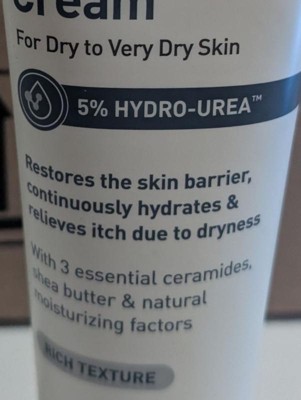 cream
For Dry to Very Dry Skin
5% HYDRO-UREA™
Restores the skin barrier,
continuously hydrates &
relieves itch due to dryness
With 3 essential ceramides,
shea butter & natural
moisturizing factors
RICH TEXTURE